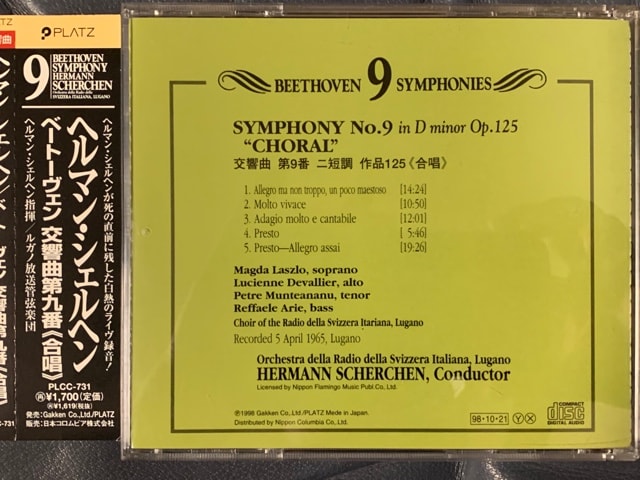 PLATZ
9
BEETHOVEN
SYMPHONY
HERMANN
SCHERCHEN
Orchestra della Radio della
SVIZZERA ITALIANA, LUGANO
ヘルマン・シェルヘンが死の直前に残した白熱のライヴ録音!
ヘルマン・シェルヘン
ベートーヴェン 交響曲第九番〈合唱〉
ヘルマン・シェルヘン指揮/ルガノ放送管弦楽団
PLCC-731
¥1,700(定価)
¥1,619(税抜)
発売:Gakken Co.,Ltd./PLATZ
販売:日本コロムビア株式会社
BEETHOVEN 9 SYMPHONIES
SYMPHONY No.9 in D minor Op.125
“CHORAL”
交響曲 第9番 ニ短調 作品125《合唱》
1. Allegro ma non troppo, un poco maestoso [14:24]
2. Molto vivace [10:50]
3. Adagio molto e cantabile [12:01]
4. Presto [ 5:46]
5. Presto—Allegro assai [19:26]
Magda Laszlo, soprano
Lucienne Devallier, alto
Petre Munteananu, tenor
Reffaele Arie, bass
Choir of the Radio della Svizzera Itariana, Lugano
Recorded 5 April 1965, Lugano
Orchestra della Radio della Svizzera Italiana, Lugano
HERMANN SCHERCHEN, Conductor
Licensed by Nippon Flamingo Music Publ.Co., Ltd.
Ⓟ1998 Gakken Co.,Ltd./PLATZ Made in Japan.
Distributed by Nippon Columbia Co., Ltd.
98・10・21 Ⓨ Ⓧ
COMPACT
disc
DIGITAL AUDIO